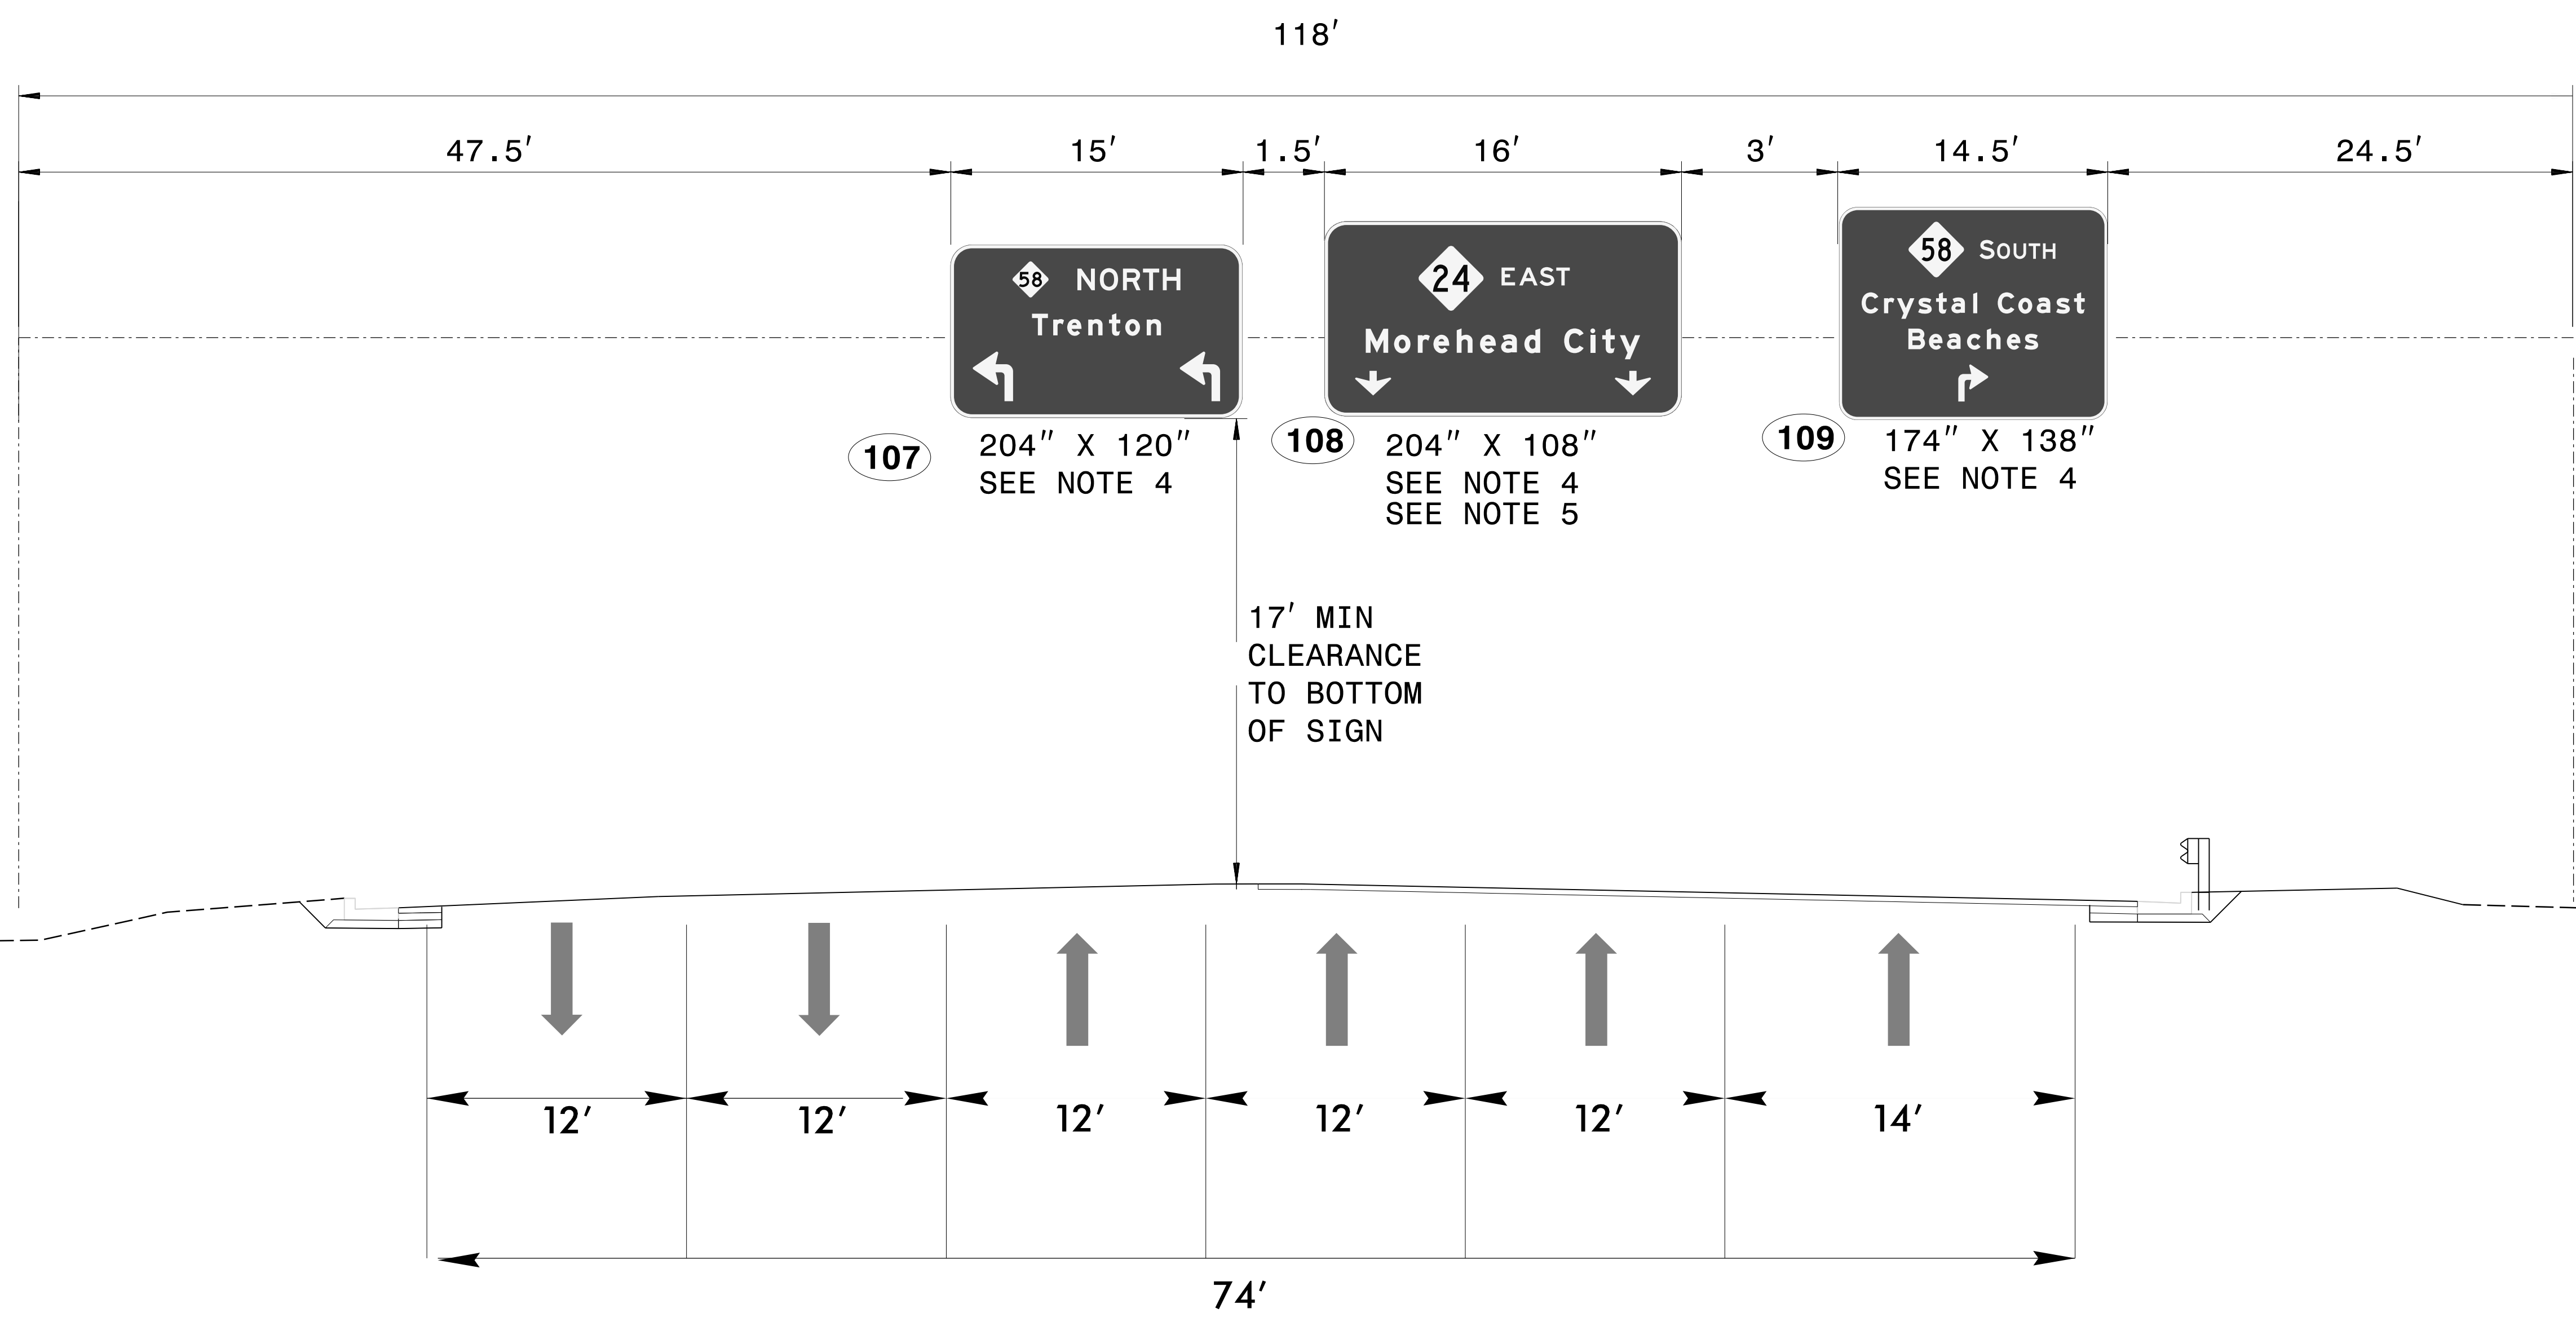 118'
47.5' 15' 1.5' 16' 3' 14.5' 24.5'
58 NORTH
Trenton
24 EAST
Morehead City
58 SOUTH
Crystal Coast
Beaches
107
204" X 120"
SEE NOTE 4
108
204" X 108"
SEE NOTE 4
SEE NOTE 5
109
174" X 138"
SEE NOTE 4
17' MIN
CLEARANCE
TO BOTTOM
OF SIGN
12' 12' 12' 12' 12' 14'
74'